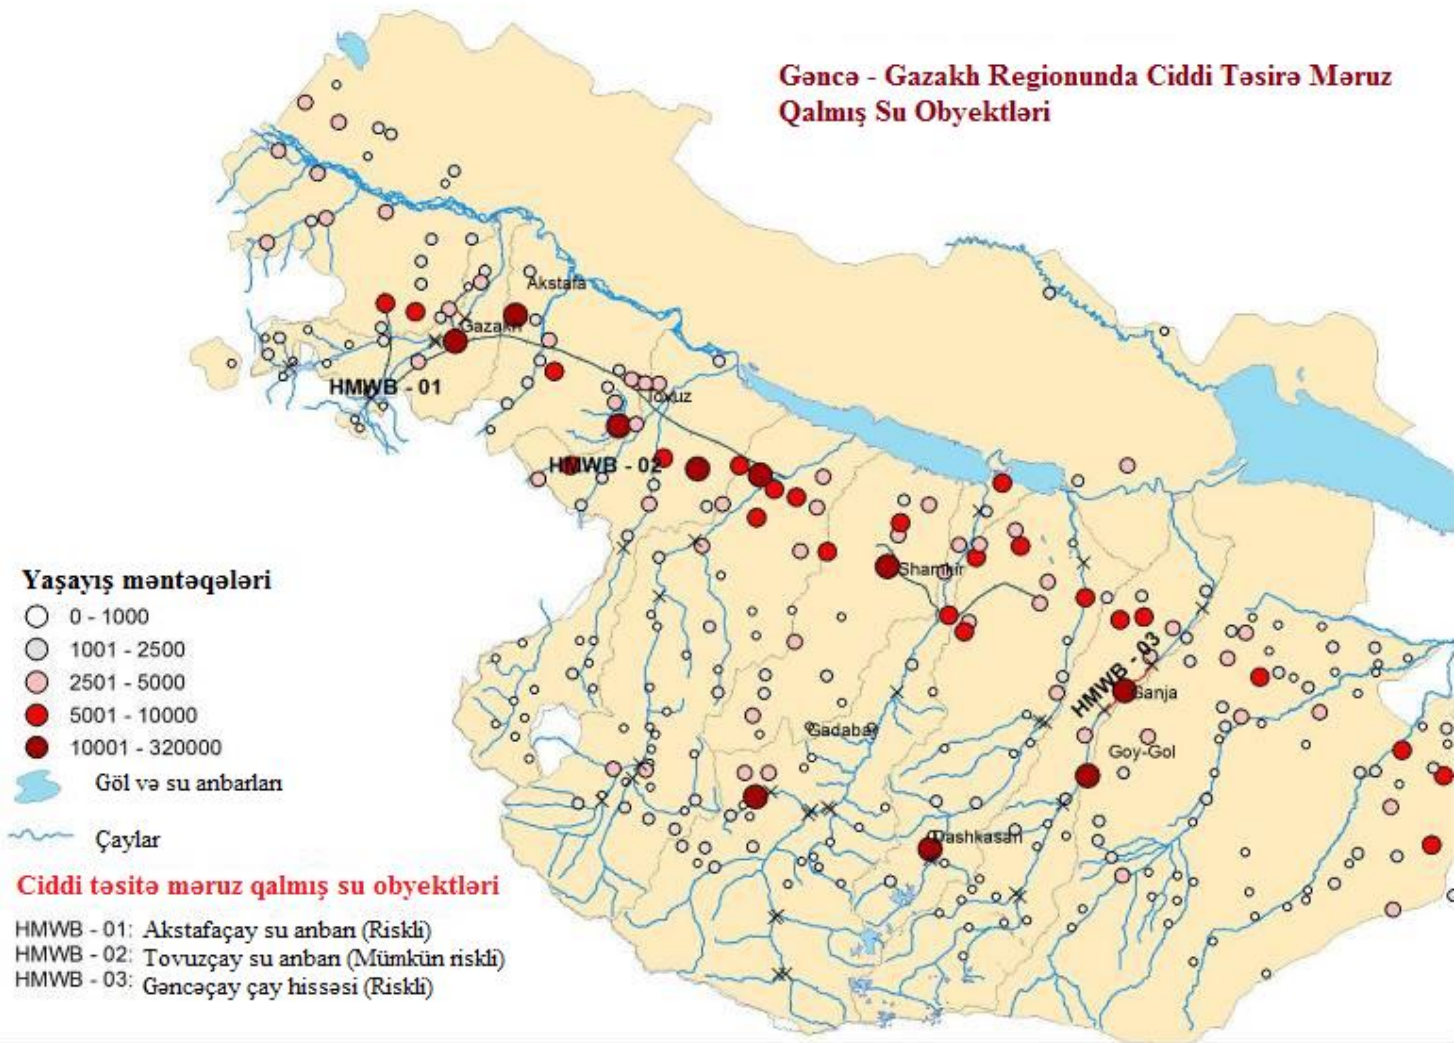 Gəncə - Gazakh Regionunda Ciddi Təsirə Məruz
Qalmış Su Obyektləri
Akstafa
Gazakh
HMWB - 01
Tovuz
HMWB - 02
Shamkir
HMWB - 03
Ganja
Gadabay
Goy-Gol
Dashkasan
Yaşayış məntəqələri
0 - 1000
1001 - 2500
2501 - 5000
5001 - 10000
10001 - 320000
Göl və su anbarları
Çaylar
Ciddi təsitə məruz qalmış su obyektləri
HMWB - 01: Akstafaçay su anbarı (Riskli)
HMWB - 02: Tovuzçay su anbarı (Mümkün riskli)
HMWB - 03: Gəncəçay çay hissəsi (Riskli)